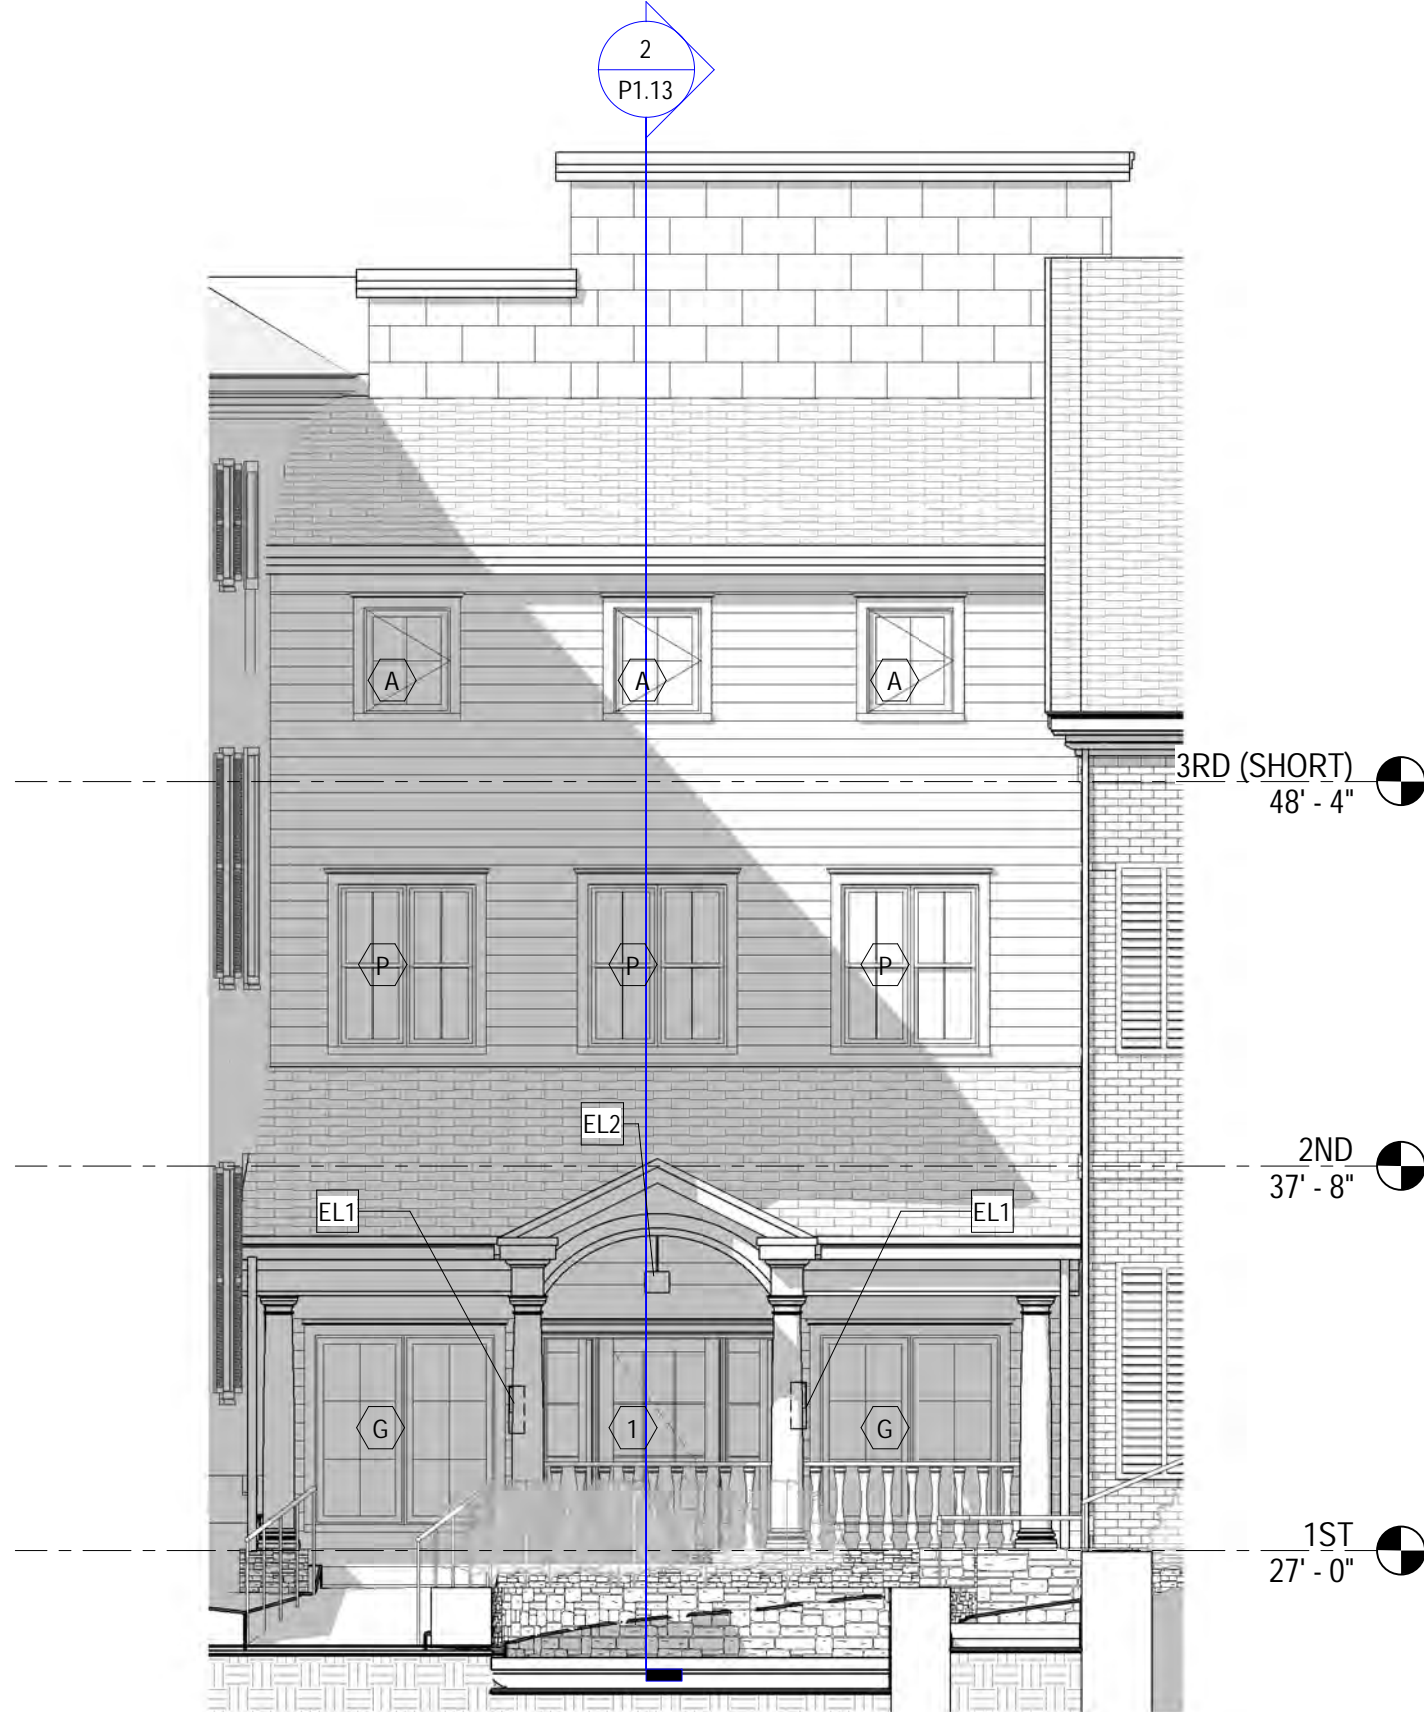 2
P1.13
A
A
A
3RD (SHORT)
48' - 4"
P
P
P
EL2
2ND
37' - 8"
EL1
EL1
G
1
G
1ST
27' - 0"